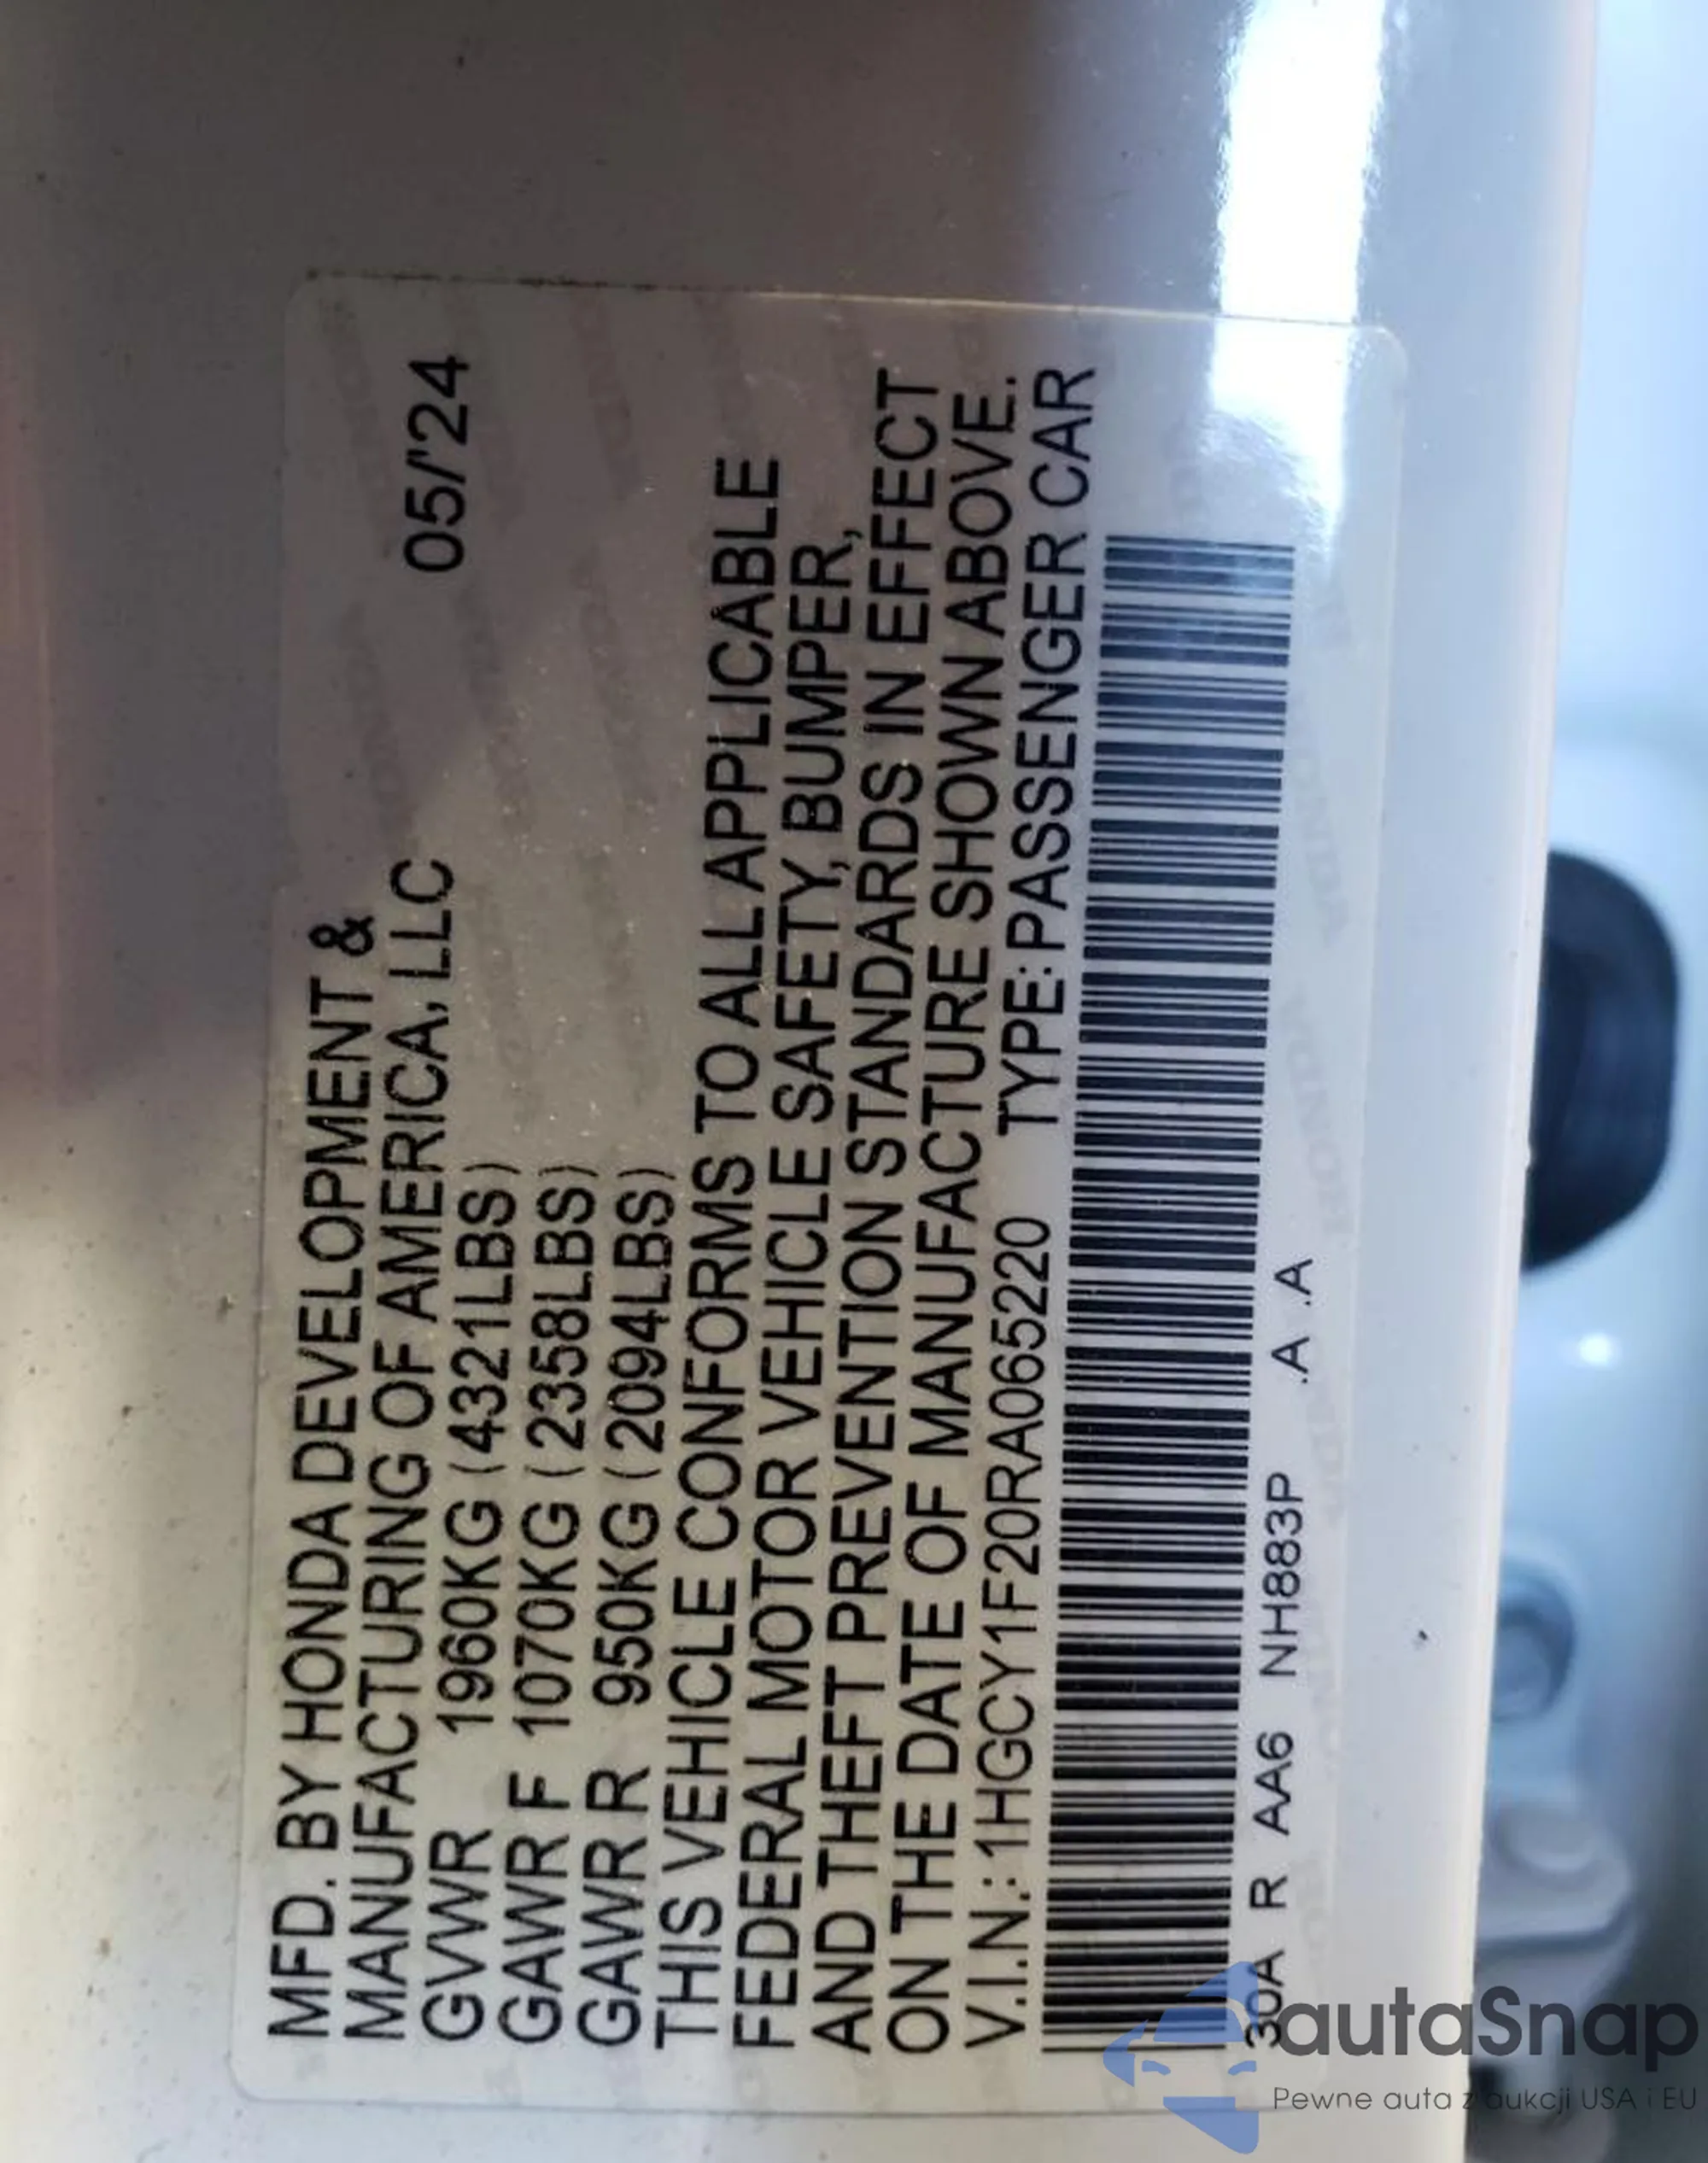 MFD. BY HONDA DEVELOPMENT &
MANUFACTURING OF AMERICA, LLC 05/'24
GVWR 1960KG (4321LBS)
GAWR F 1070KG (2358LBS)
GAWR R 950KG (2094LBS)
THIS VEHICLE CONFORMS TO ALL APPLICABLE
FEDERAL MOTOR VEHICLE SAFETY, BUMPER,
AND THEFT PREVENTION STANDARDS IN EFFECT
ON THE DATE OF MANUFACTURE SHOWN ABOVE.
V.I.N.: 1HGCY1F20RA065220 TYPE: PASSENGER CAR
30A R AA6 NH883P .A .A
autaSnap
Pewne auta z aukcji USA i EU